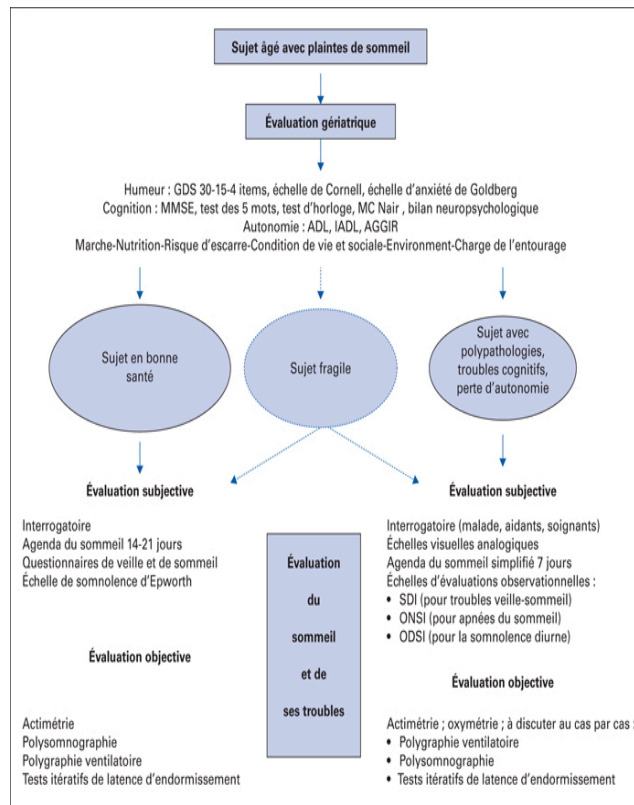 Sujet âgé avec plaintes de sommeil
Évaluation gériatrique
Humeur : GDS 30-15-4 items, échelle de Cornell, échelle d'anxiété de Goldberg
Cognition : MMSE, test des 5 mots, test d'horloge, MC Nair , bilan neuropsychologique
Autonomie : ADL, IADL, AGGIR
Marche-Nutrition-Risque d'escarre-Condition de vie et sociale-Environment-Charge de l'entourage
Sujet en bonne
santé
Sujet fragile
Sujet avec
polypathologies,
troubles cognitifs,
perte d'autonomie
Évaluation subjective
Interrogatoire
Agenda du sommeil 14-21 jours
Questionnaires de veille et de sommeil
Échelle de somnolence d'Epworth
Évaluation objective
Actimétrie
Polysomnographie
Polygraphie ventilatoire
Tests itératifs de latence d'endormissement
Évaluation
du
sommeil
et de
ses troubles
Évaluation subjective
Interrogatoire (malade, aidants, soignants)
Échelles visuelles analogiques
Agenda du sommeil simplifié 7 jours
Échelles d'évaluations observationnelles :
• SDI (pour troubles veille-sommeil)
• ONSI (pour apnées du sommeil)
• ODSI (pour la somnolence diurne)
Évaluation objective
Actimétrie ; oxymétrie ; à discuter au cas par cas :
• Polygraphie ventilatoire
• Polysomnographie
• Tests itératifs de latence d'endormissement